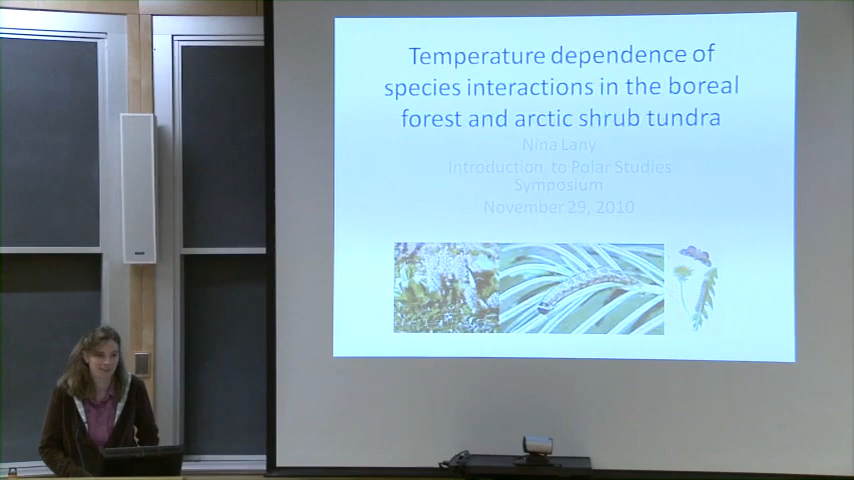 Temperature dependence of
species interactions in the boreal
forest and arctic shrub tundra
Nina Lany
Introduction to Polar Studies
Symposium
November 29, 2010